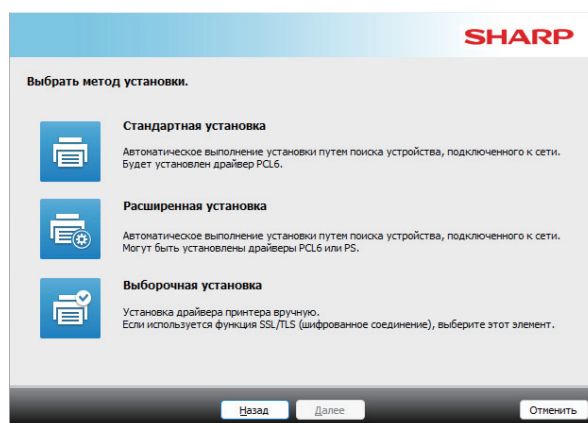 SHARP
Выбрать метод установки.
Стандартная установка
Автоматическое выполнение установки путем поиска устройства, подключенного к сети.
Будет установлен драйвер PCL6.
Расширенная установка
Автоматическое выполнение установки путем поиска устройства, подключенного к сети.
Могут быть установлены драйверы PCL6 или PS.
Выборочная установка
Установка драйвера принтера вручную.
Если используется функция SSL/TLS (шифрованное соединение), выберите этот элемент.
Назад Далее Отменить